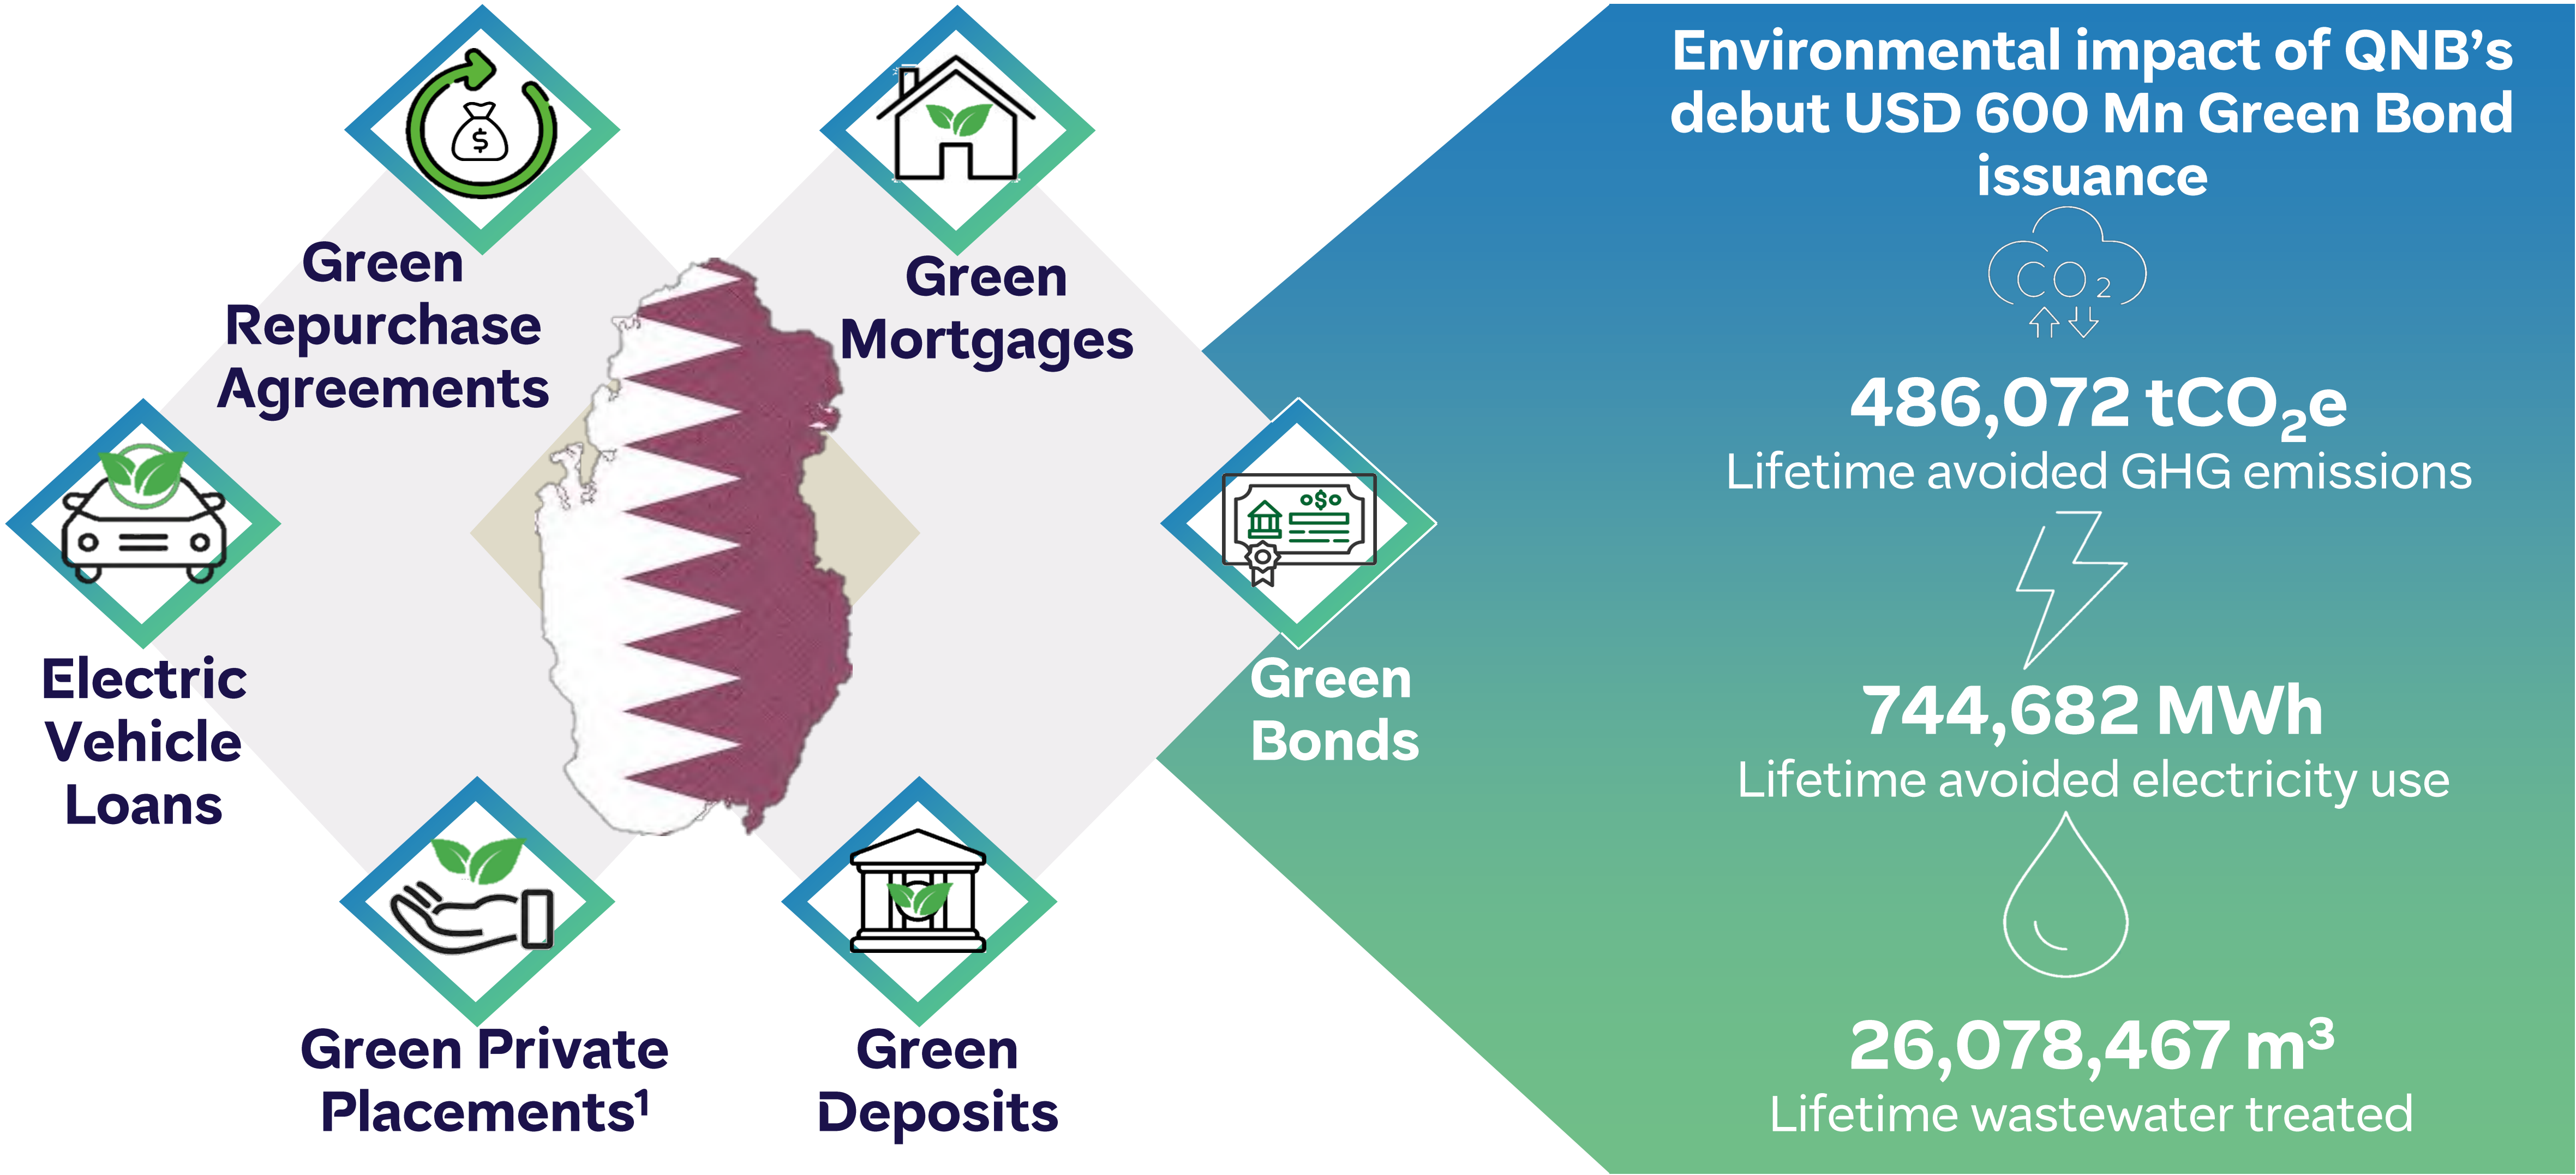 Green
Repurchase
Agreements
Green
Mortgages
Electric
Vehicle
Loans
Green
Bonds
Green Private
Placements¹
Green
Deposits
Environmental impact of QNB’s
debut USD 600 Mn Green Bond
issuance
CO₂
486,072 tCO₂e
Lifetime avoided GHG emissions
744,682 MWh
Lifetime avoided electricity use
26,078,467 m³
Lifetime wastewater treated